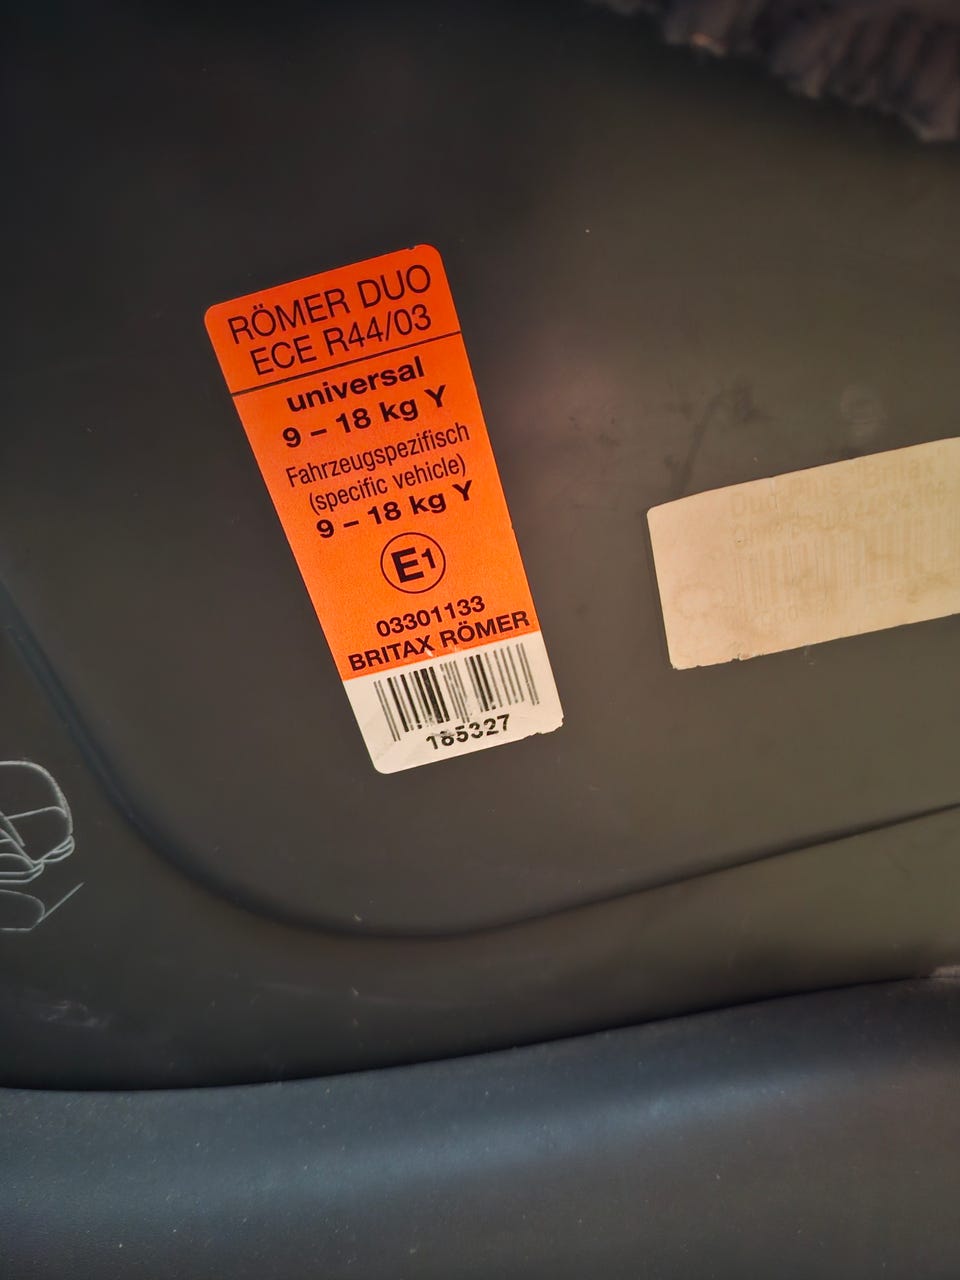 RÖMER DUO
ECE R44/03
universal
9 – 18 kg Y
Fahrzeugspezifisch
(specific vehicle)
9 – 18 kg Y
E1
03301133
BRITAX RÖMER
185327
Britax